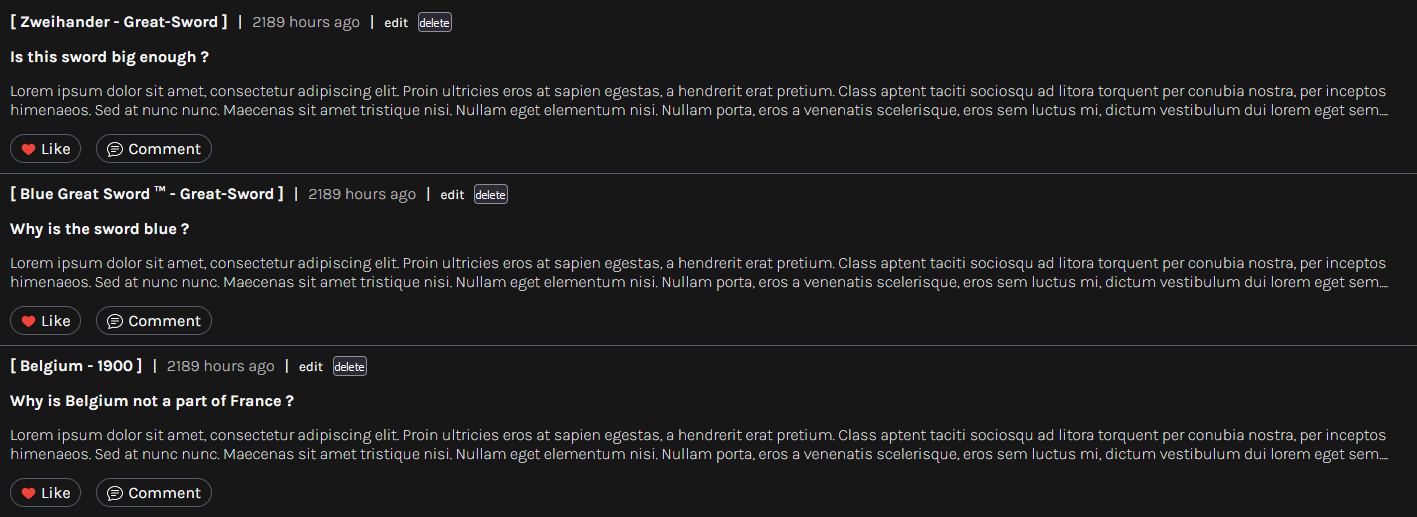 [ Zweihander - Great-Sword ] | 2189 hours ago | edit delete
Is this sword big enough ?
Lorem ipsum dolor sit amet, consectetur adipiscing elit. Proin ultricies eros at sapien egestas, a hendrerit erat pretium. Class aptent taciti sociosqu ad litora torquent per conubia nostra, per inceptos
himenaeos. Sed at nunc nunc. Maecenas sit amet tristique nisi. Nullam eget elementum nisi. Nullam porta, eros a venenatis scelerisque, eros sem luctus mi, dictum vestibulum dui lorem eget sem....
Like Comment
[ Blue Great Sword ™ - Great-Sword ] | 2189 hours ago | edit delete
Why is the sword blue ?
Lorem ipsum dolor sit amet, consectetur adipiscing elit. Proin ultricies eros at sapien egestas, a hendrerit erat pretium. Class aptent taciti sociosqu ad litora torquent per conubia nostra, per inceptos
himenaeos. Sed at nunc nunc. Maecenas sit amet tristique nisi. Nullam eget elementum nisi. Nullam porta, eros a venenatis scelerisque, eros sem luctus mi, dictum vestibulum dui lorem eget sem....
Like Comment
[ Belgium - 1900 ] | 2189 hours ago | edit delete
Why is Belgium not a part of France ?
Lorem ipsum dolor sit amet, consectetur adipiscing elit. Proin ultricies eros at sapien egestas, a hendrerit erat pretium. Class aptent taciti sociosqu ad litora torquent per conubia nostra, per inceptos
himenaeos. Sed at nunc nunc. Maecenas sit amet tristique nisi. Nullam eget elementum nisi. Nullam porta, eros a venenatis scelerisque, eros sem luctus mi, dictum vestibulum dui lorem eget sem....
Like Comment